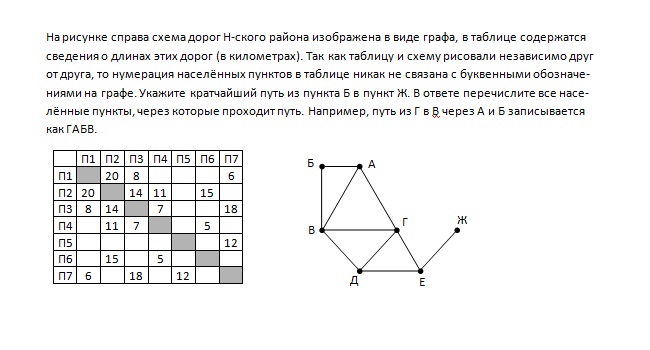 На рисунке справа схема дорог Н-ского района изображена в виде графа, в таблице содержатся
сведения о длинах этих дорог (в километрах). Так как таблицу и схему рисовали независимо друг
от друга, то нумерация населённых пунктов в таблице никак не связана с буквенными обозначе-
ниями на графе. Укажите кратчайший путь из пункта Б в пункт Ж. В ответе перечислите все насе-
лённые пункты, через которые проходит путь. Например, путь из Г в В через А и Б записывается
как ГАБВ.
П1 П2 П3 П4 П5 П6 П7
П1 20 8 6
П2 20 14 11 15
П3 8 14 7 18
П4 11 7 5
П5 12
П6 15 5
П7 6 18 12
Б А
В Г Ж
Д Е